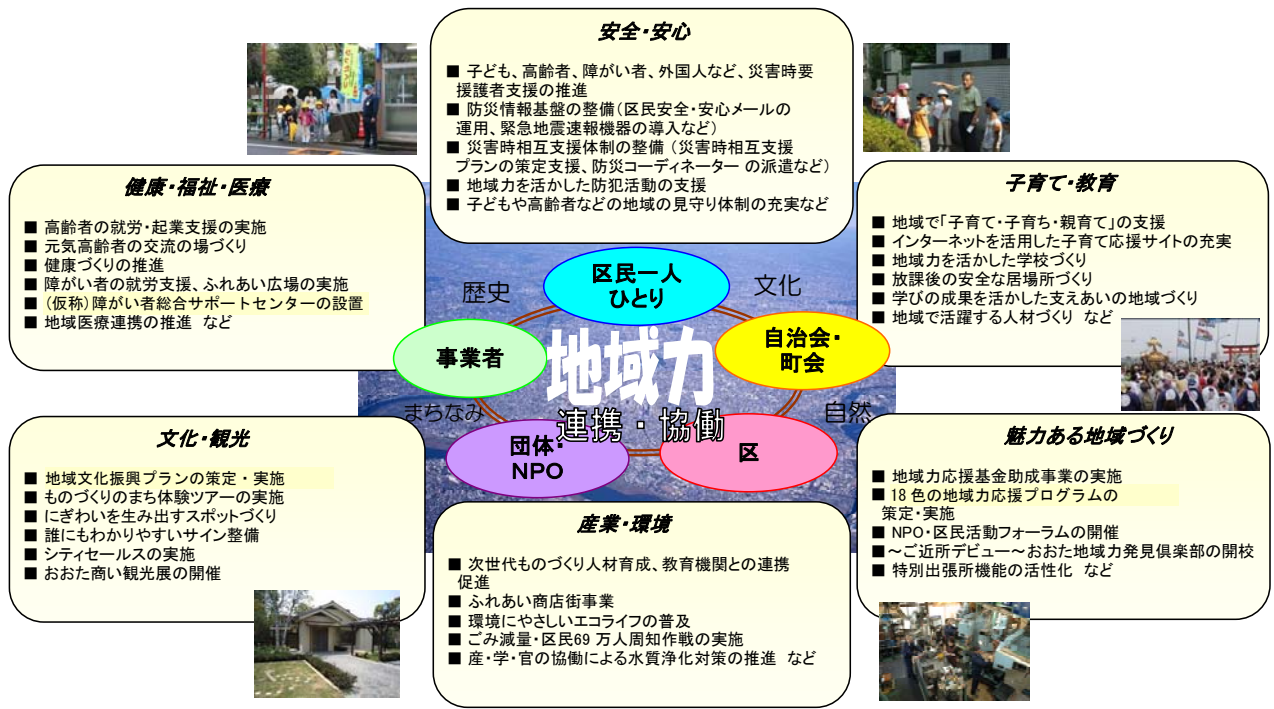 安全・安心
■ 子ども、高齢者、障がい者、外国人など、災害時要
援護者支援の推進
■ 防災情報基盤の整備（区民安全・安心メールの
運用、緊急地震速報機器の導入など）
■ 災害時相互支援体制の整備（災害時相互支援
プランの策定支援、防災コーディネーター の派遣など）
■ 地域力を活かした防犯活動の支援
■ 子どもや高齢者などの地域の見守り体制の充実など
健康・福祉・医療
■ 高齢者の就労・起業支援の実施
■ 元気高齢者の交流の場づくり
■ 健康づくりの推進
■ 障がい者の就労支援、ふれあい広場の実施
■ （仮称）障がい者総合サポートセンターの設置
■ 地域医療連携の推進 など
子育て・教育
■ 地域で「子育て・子育ち・親育て」の支援
■ インターネットを活用した子育て応援サイトの充実
■ 地域力を活かした学校づくり
■ 放課後の安全な居場所づくり
■ 学びの成果を活かした支えあいの地域づくり
■ 地域で活躍する人材づくり など
区民一人
ひとり
歴史
文化
事業者
地域力
自治会・
町会
まちなみ
連携・協働
自然
団体・
NPO
区
文化・観光
■ 地域文化振興プランの策定・実施
■ ものづくりのまち体験ツアーの実施
■ にぎわいを生み出すスポットづくり
■ 誰にもわかりやすいサイン整備
■ シティセールスの実施
■ おおた商い観光展の開催
魅力ある地域づくり
■ 地域力応援基金助成事業の実施
■ 18色の地域力応援プログラムの
策定・実施
■ NPO・区民活動フォーラムの開催
■ ～ご近所デビュー～おおた地域力発見倶楽部の開校
■ 特別出張所機能の活性化 など
産業・環境
■ 次世代ものづくり人材育成、教育機関との連携
促進
■ ふれあい商店街事業
■ 環境にやさしいエコライフの普及
■ ごみ減量・区民69万人周知作戦の実施
■ 産・学・官の協働による水質浄化対策の推進 など